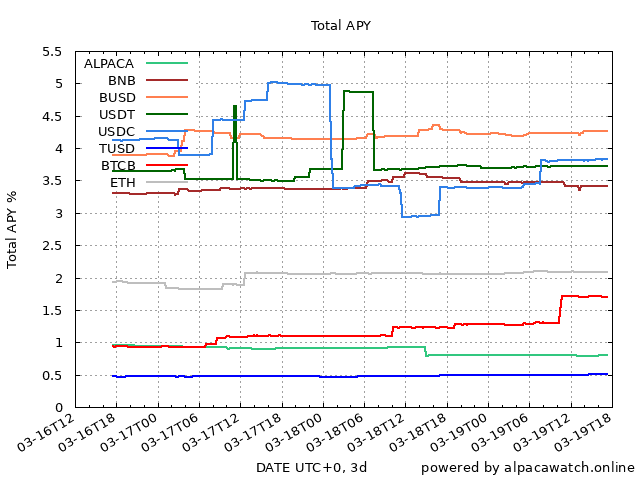 Total APY
Total APY %
5.5
5
4.5
4
3.5
3
2.5
2
1.5
1
0.5
0
ALPACA
BNB
BUSD
USDT
USDC
TUSD
BTCB
ETH
03-16T12
03-16T18
03-17T00
03-17T06
03-17T12
03-17T18
03-18T00
03-18T06
03-18T12
03-18T18
03-19T00
03-19T06
03-19T12
03-19T18
DATE UTC+0, 3d
powered by alpacawatch.online